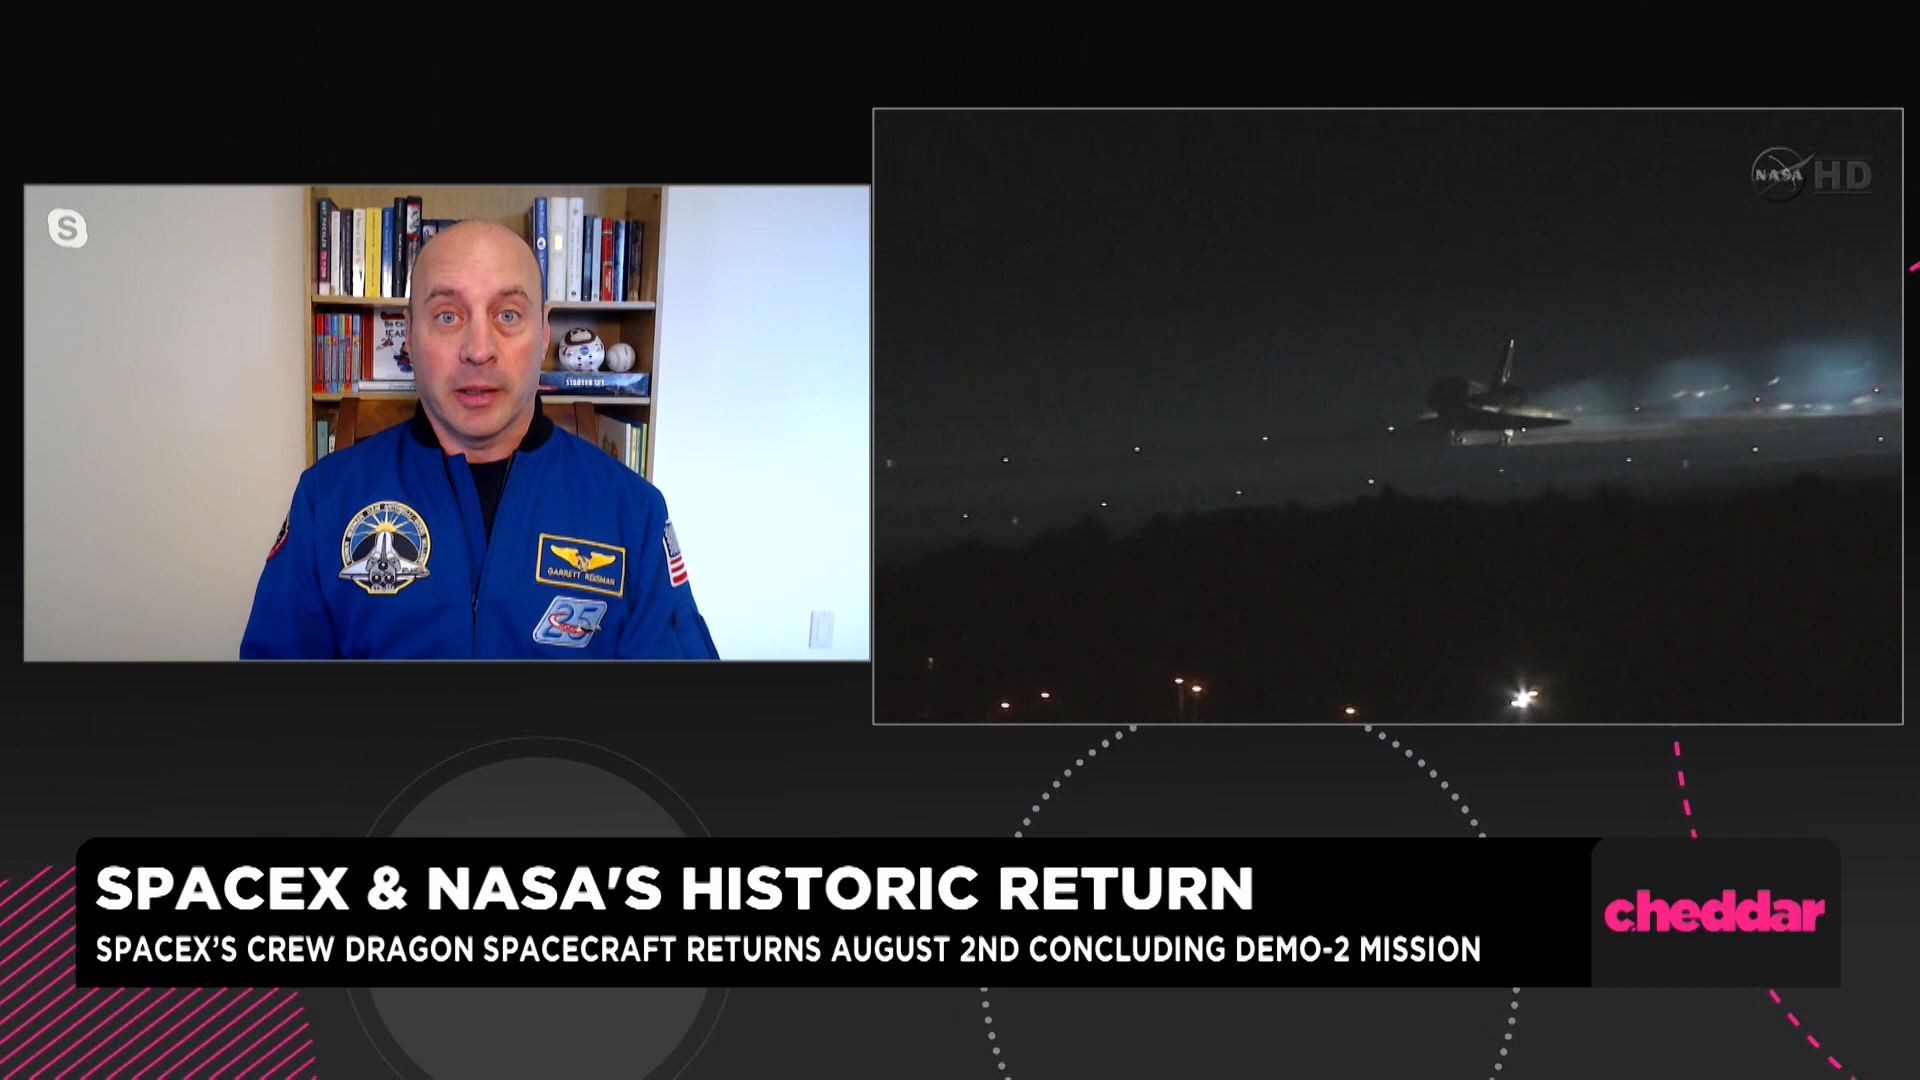 S
NASA HD
STARTER SET
GARRETT REISMAN
25
SPACEX & NASA'S HISTORIC RETURN
SPACEX’S CREW DRAGON SPACECRAFT RETURNS AUGUST 2ND CONCLUDING DEMO-2 MISSION
cheddar